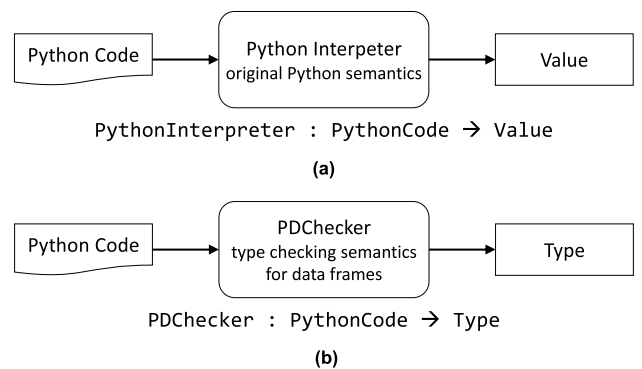 Python Code
Python Interpeter
original Python semantics
Value
PythonInterpreter : PythonCode → Value
(a)
Python Code
PDChecker
type checking semantics
for data frames
Type
PDChecker : PythonCode → Type
(b)